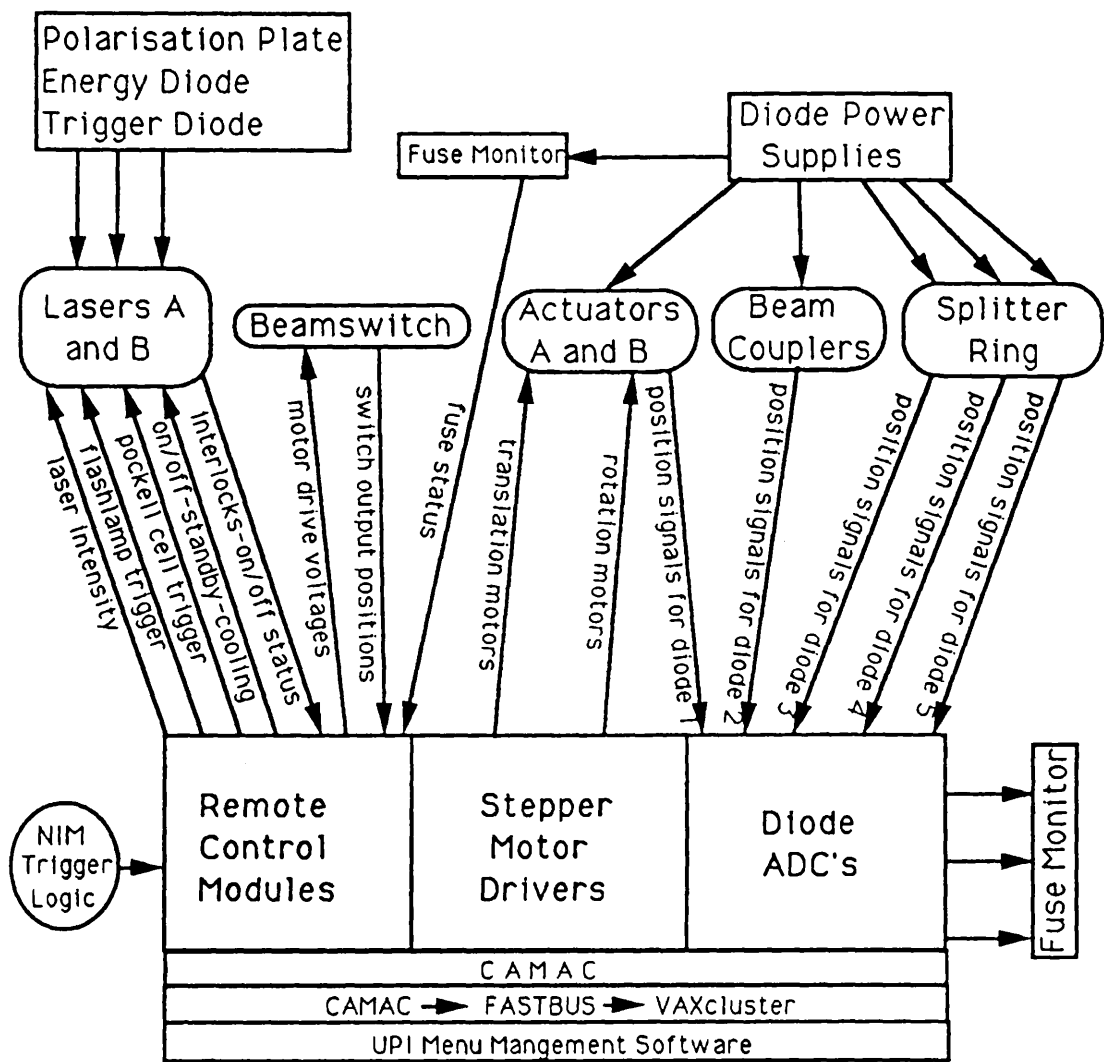 Polarisation Plate
Energy Diode
Trigger Diode
Fuse Monitor
Diode Power
Supplies
Lasers A
and B
Beamswitch
Actuators
A and B
Beam
Couplers
Splitter
Ring
laser intensity
flashlamp trigger
pockell cell trigger
on/off-standby-cooling
interlocks-on/off status
motor drive voltages
switch output positions
fuse status
translation motors
rotation motors
position signals for diode 1
position signals for diode 2
position signals for diode 3
position signals for diode 4
position signals for diode 5
NIM
Trigger
Logic
Remote
Control
Modules
Stepper
Motor
Drivers
Diode
ADC's
Fuse Monitor
CAMAC
CAMAC FASTBUS VAXcluster
UPI Menu Mangement Software